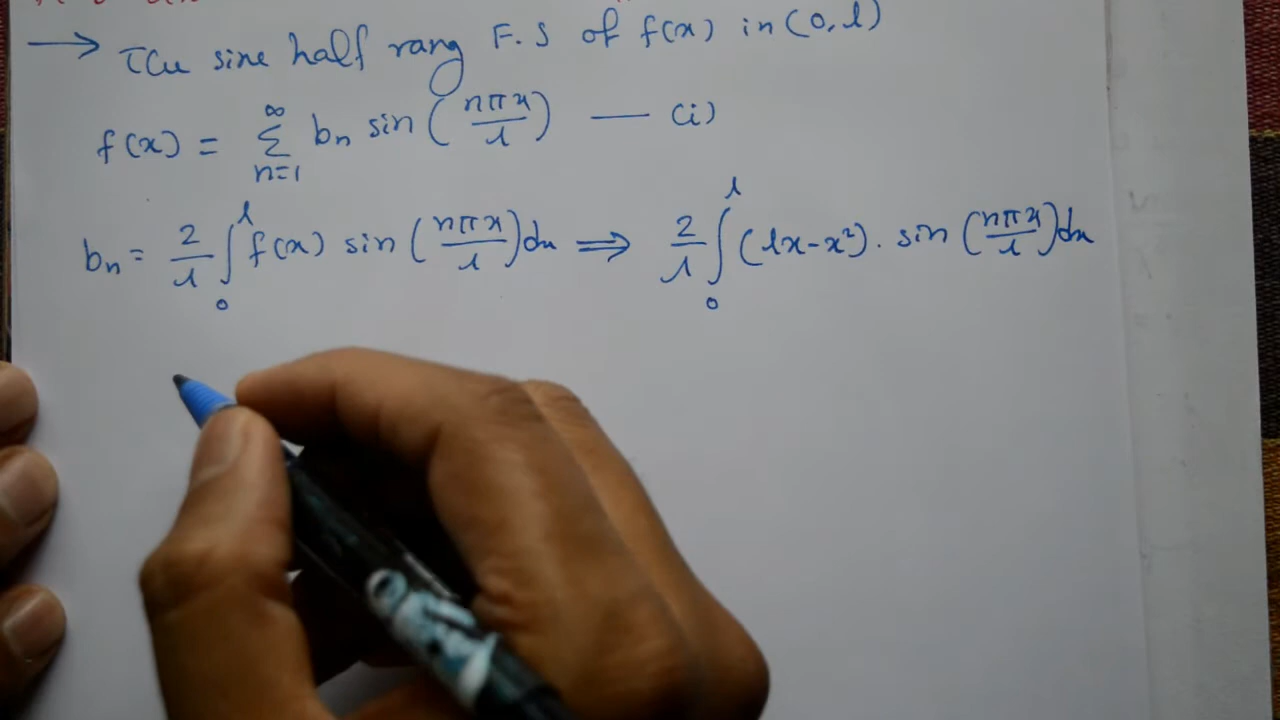 → The sine half rang F.S of f(x) in (0,l)
f(x) = ∑_{n=1}^{∞} b_n sin(nπx/l) — (i)
b_n = 2/l ∫_0^l f(x) sin(nπx/l)dx ⇒ 2/l ∫_0^l (lx-x²). sin(nπx/l)dx